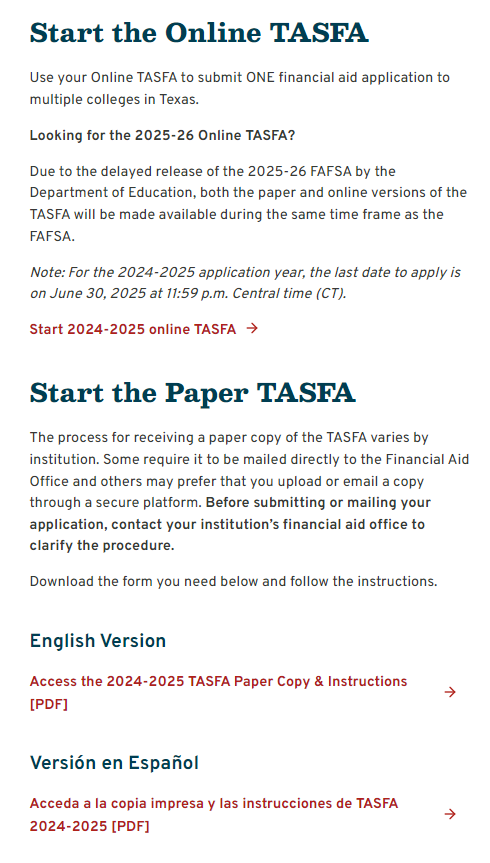 Start the Online TASFA
Use your Online TASFA to submit ONE financial aid application to
multiple colleges in Texas.
Looking for the 2025-26 Online TASFA?
Due to the delayed release of the 2025-26 FAFSA by the
Department of Education, both the paper and online versions of the
TASFA will be made available during the same time frame as the
FAFSA.
Note: For the 2024-2025 application year, the last date to apply is
on June 30, 2025 at 11:59 p.m. Central time (CT).
Start 2024-2025 online TASFA →
Start the Paper TASFA
The process for receiving a paper copy of the TASFA varies by
institution. Some require it to be mailed directly to the Financial Aid
Office and others may prefer that you upload or email a copy
through a secure platform. Before submitting or mailing your
application, contact your institution's financial aid office to
clarify the procedure.
Download the form you need below and follow the instructions.
English Version
Access the 2024-2025 TASFA Paper Copy & Instructions →
[PDF]
Versión en Español
Acceda a la copia impresa y las instrucciones de TASFA →
2024-2025 [PDF]